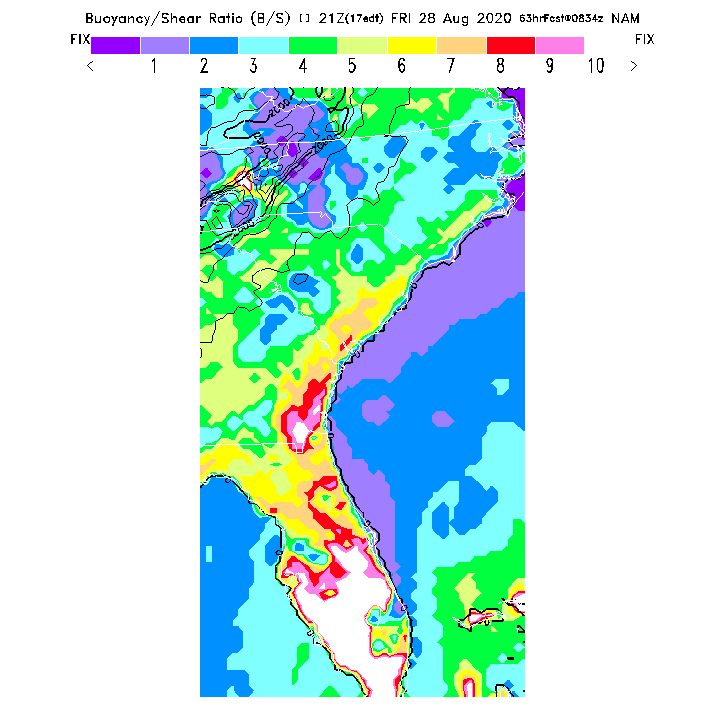 Buoyancy/Shear Ratio (B/S) [] 21Z(17edt) FRI 28 Aug 2020 63hrFcst@0834z NAM
FIX FIX
< 1 2 3 4 5 6 7 8 9 10 >